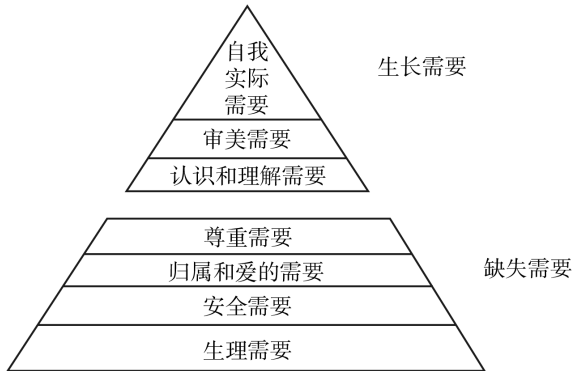 自我
实际
需要
生长需要
审美需要
认识和理解需要
尊重需要
归属和爱的需要
缺失需要
安全需要
生理需要